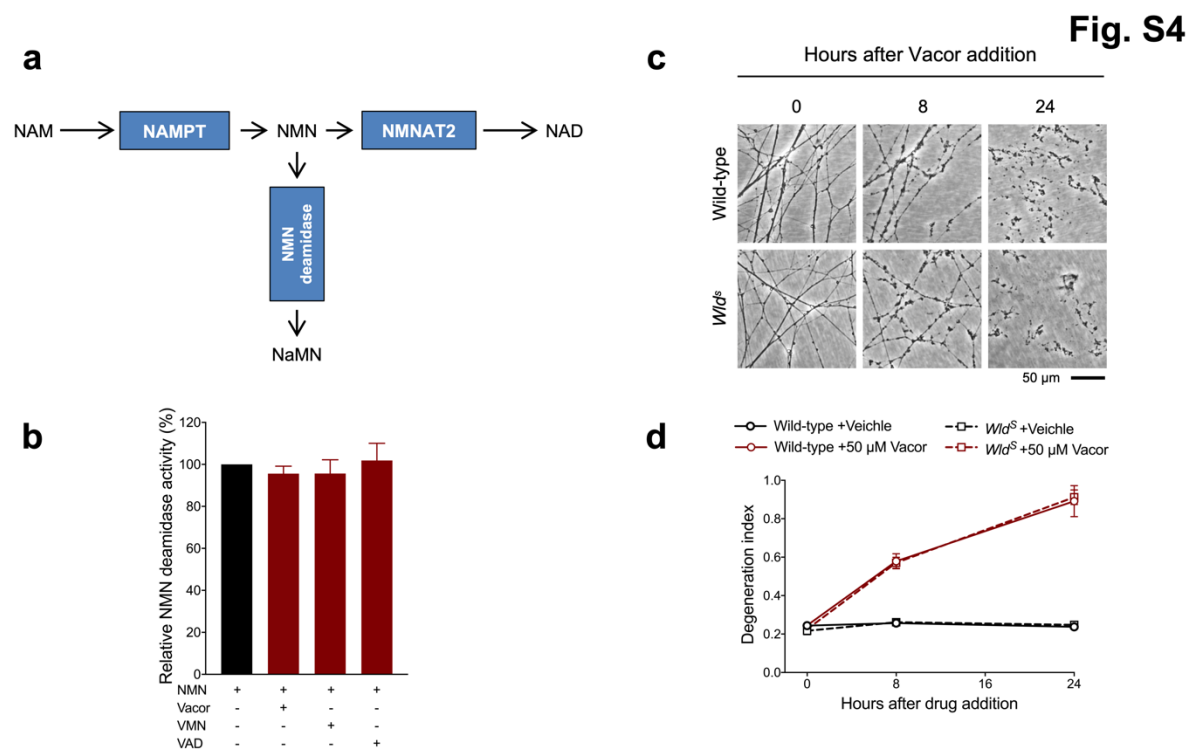 Fig. S4
a
NAM NAMPT NMN NMNAT2 NAD
NMN
deamidase
NaMN
b
Relative NMN deamidase activity (%)
120
100
80
60
40
20
0
NMN + + + +
Vacor - + - -
VMN - - + -
VAD - - - +
c
Hours after Vacor addition
0 8 24
Wild-type
Wldˢ
50 µm
d
Wild-type +Veichle
Wild-type +50 µM Vacor
Wldˢ +Veichle
Wldˢ +50 µM Vacor
Degeneration index
1.0
0.8
0.6
0.4
0.2
0.0
0 8 16 24
Hours after drug addition